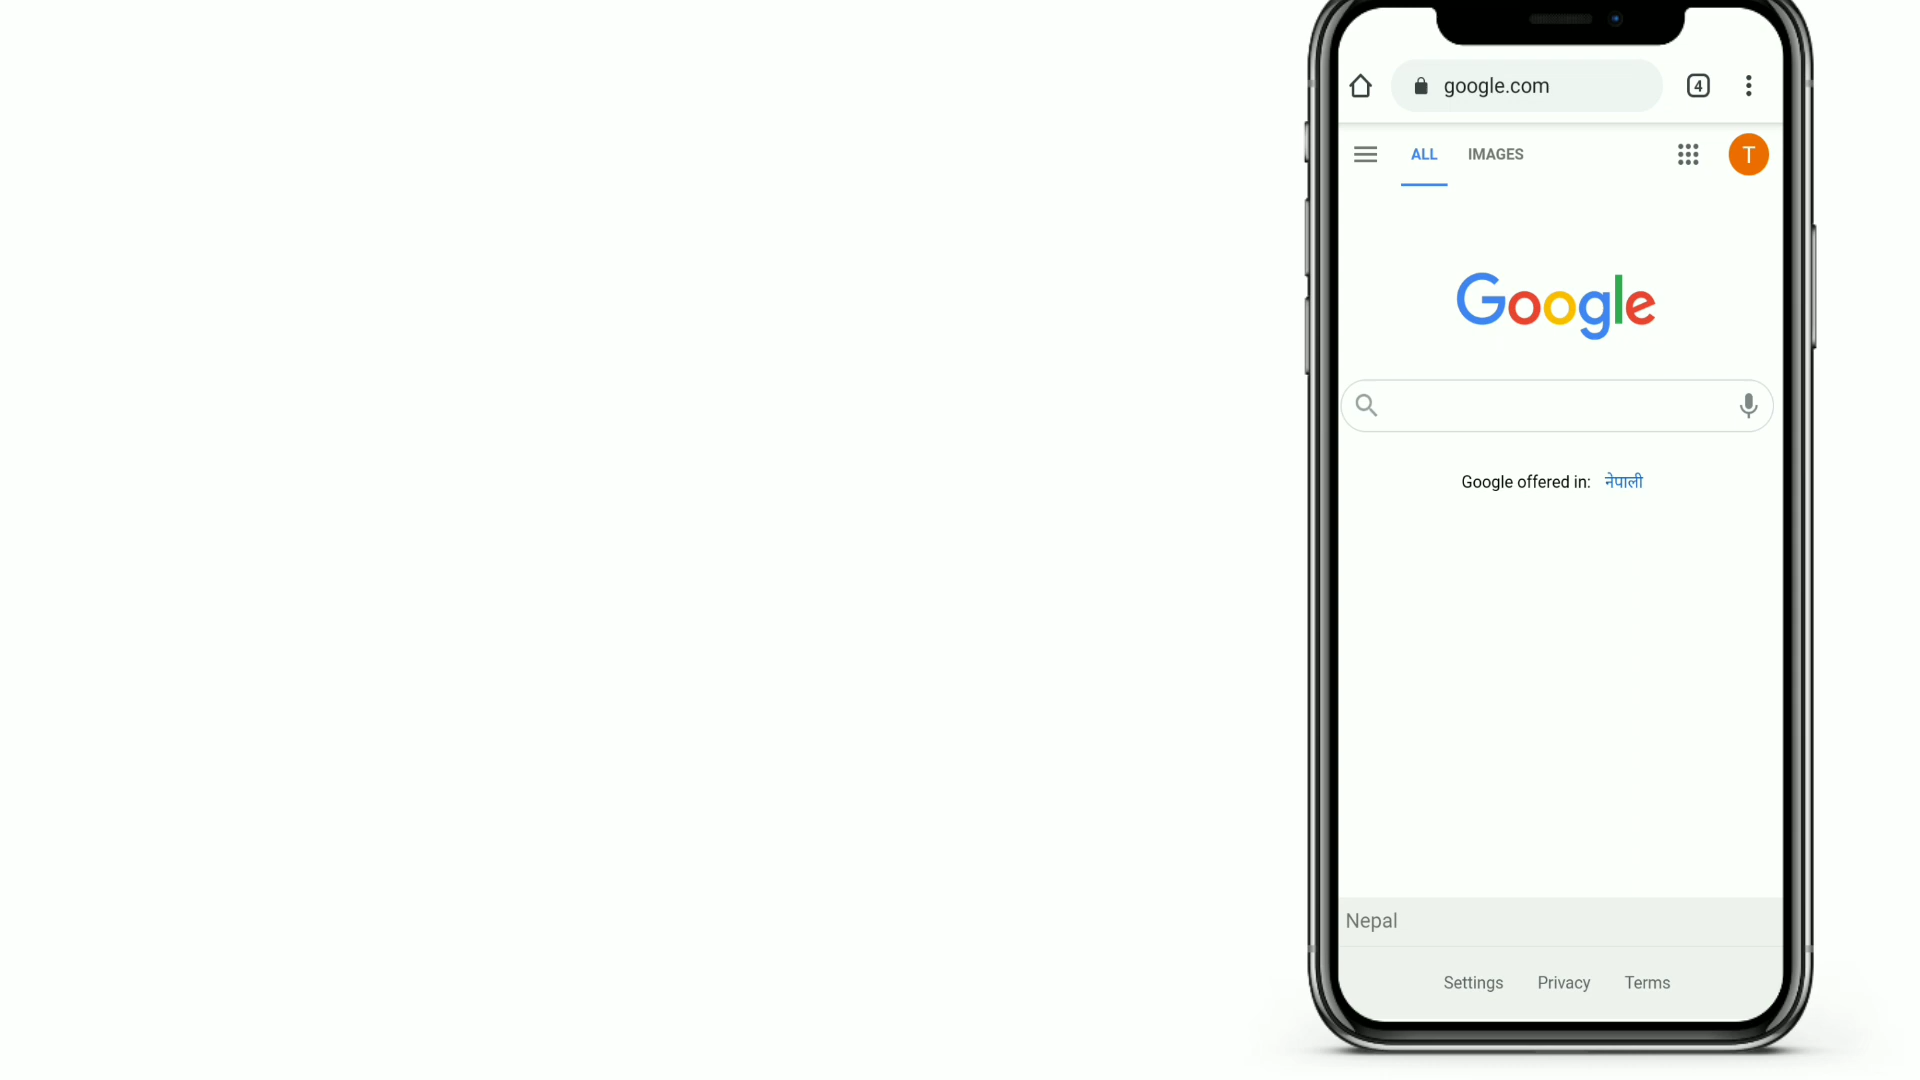 google.com 4
ALL IMAGES T
Google
Google offered in: नेपाली
Nepal
Settings Privacy Terms